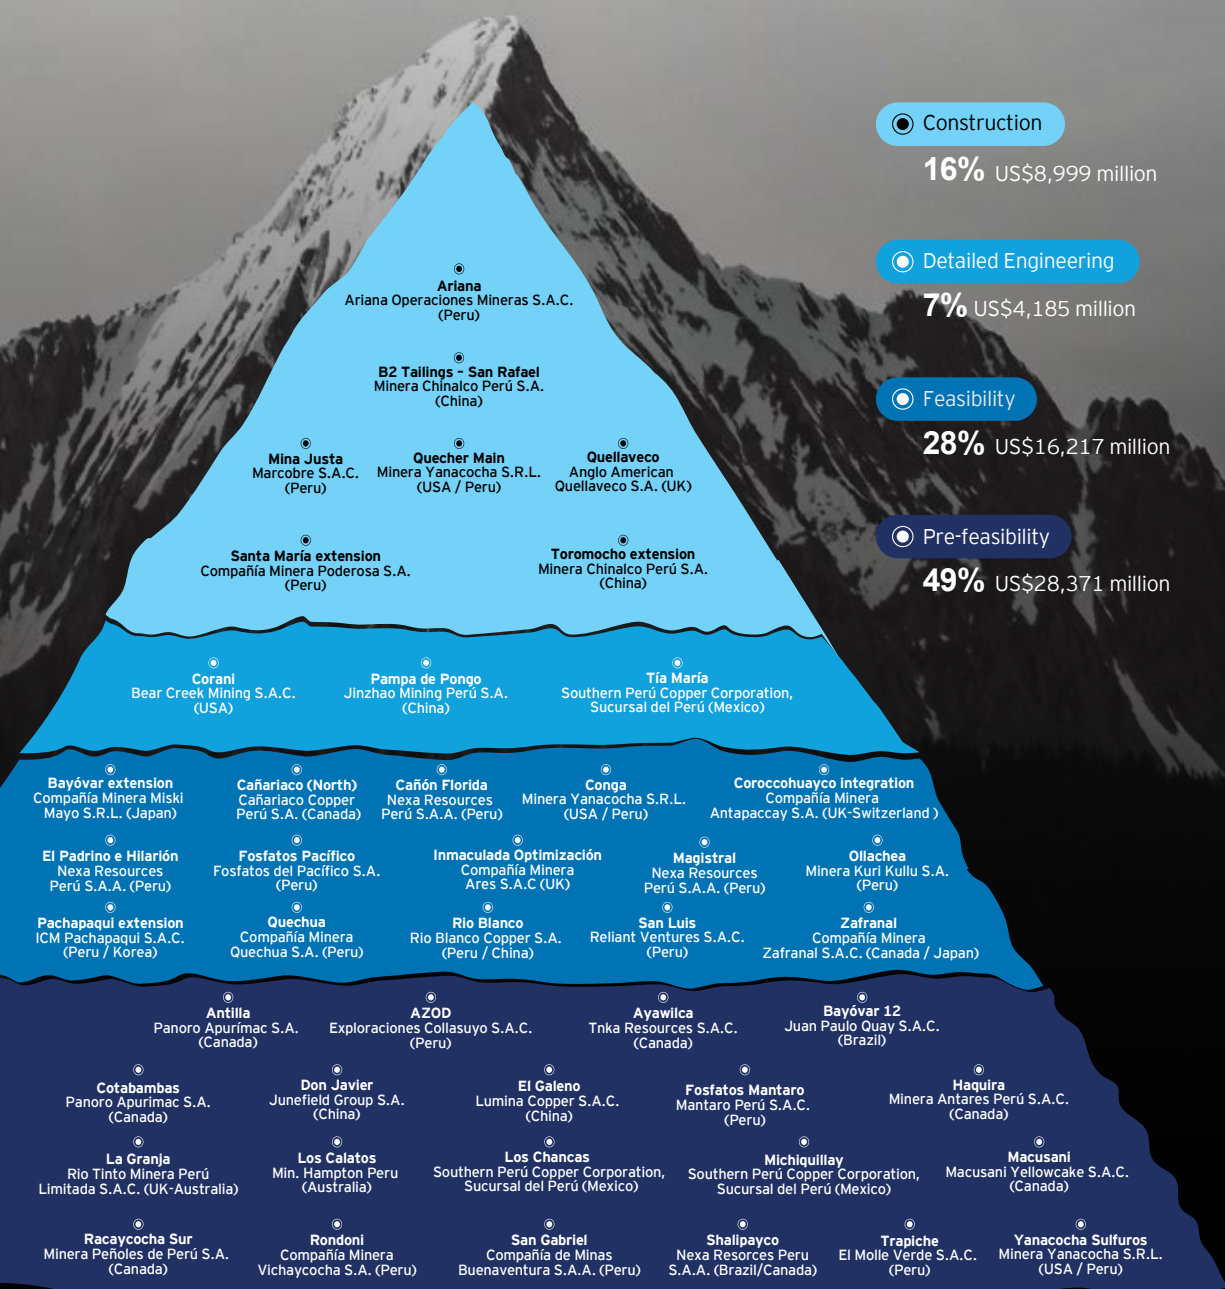 Construction
16% US$8,999 million
Detailed Engineering
7% US$4,185 million
Feasibility
28% US$16,217 million
Pre-feasibility
49% US$28,371 million
Ariana
Ariana Operaciones Mineras S.A.C.
(Peru)
B2 Tailings - San Rafael
Minera Chinalco Perú S.A.
(China)
Mina Justa
Marcobre S.A.C.
(Peru)
Quecher Main
Minera Yanacocha S.R.L.
(USA / Peru)
Quellaveco
Anglo American
Quellaveco S.A. (UK)
Santa María extension
Compañía Minera Poderosa S.A.
(Peru)
Toromocho extension
Minera Chinalco Perú S.A.
(China)
Corani
Bear Creek Mining S.A.C.
(USA)
Pampa de Pongo
Jinzhao Mining Perú S.A.
(China)
Tía María
Southern Perú Copper Corporation,
Sucursal del Perú (Mexico)
Bayóvar extension
Compañía Minera Miski
Mayo S.R.L. (Japan)
Cañariaco (North)
Cañariaco Copper
Perú S.A. (Canada)
Cañón Florida
Nexa Resources
Perú S.A.A. (Peru)
Conga
Minera Yanacocha S.R.L.
(USA / Peru)
Coroccohuayco integration
Compañía Minera
Antapaccay S.A. (UK-Switzerland )
El Padrino e Hilarión
Nexa Resources
Perú S.A.A. (Peru)
Fosfatos Pacífico
Fosfatos del Pacífico S.A.
(Peru)
Inmaculada Optimización
Compañía Minera
Ares S.A.C (UK)
Magistral
Nexa Resources
Perú S.A.A. (Peru)
Ollachea
Minera Kuri Kullu S.A.
(Peru)
Pachapaqui extension
ICM Pachapaqui S.A.C.
(Peru / Korea)
Quechua
Compañía Minera
Quechua S.A. (Peru)
Rio Blanco
Rio Blanco Copper S.A.
(Peru / China)
San Luis
Reliant Ventures S.A.C.
(Peru)
Zafranal
Compañía Minera
Zafranal S.A.C. (Canada / Japan)
Antilla
Panoro Apurímac S.A.
(Canada)
AZOD
Exploraciones Collasuyo S.A.C.
(Peru)
Ayawilca
Tnka Resources S.A.C.
(Canada)
Bayóvar 12
Juan Paulo Quay S.A.C.
(Brazil)
Cotabambas
Panoro Apurimac S.A.
(Canada)
Don Javier
Junefield Group S.A.
(China)
El Galeno
Lumina Copper S.A.C.
(China)
Fosfatos Mantaro
Mantaro Perú S.A.C.
(Peru)
Haquira
Minera Antares Perú S.A.C.
(Canada)
La Granja
Rio Tinto Minera Perú
Limitada S.A.C. (UK-Australia)
Los Calatos
Min. Hampton Peru
(Australia)
Los Chancas
Southern Perú Copper Corporation,
Sucursal del Perú (Mexico)
Michiquillay
Southern Perú Copper Corporation,
Sucursal del Perú (Mexico)
Macusani
Macusani Yellowcake S.A.C.
(Canada)
Racaycocha Sur
Minera Peñoles de Perú S.A.
(Canada)
Rondoni
Compañía Minera
Vichaycocha S.A. (Peru)
San Gabriel
Compañía de Minas
Buenaventura S.A.A. (Peru)
Shalipayco
Nexa Resorces Peru
S.A.A. (Brazil/Canada)
Trapiche
El Molle Verde S.A.C.
(Peru)
Yanacocha Sulfuros
Minera Yanacocha S.R.L.
(USA / Peru)